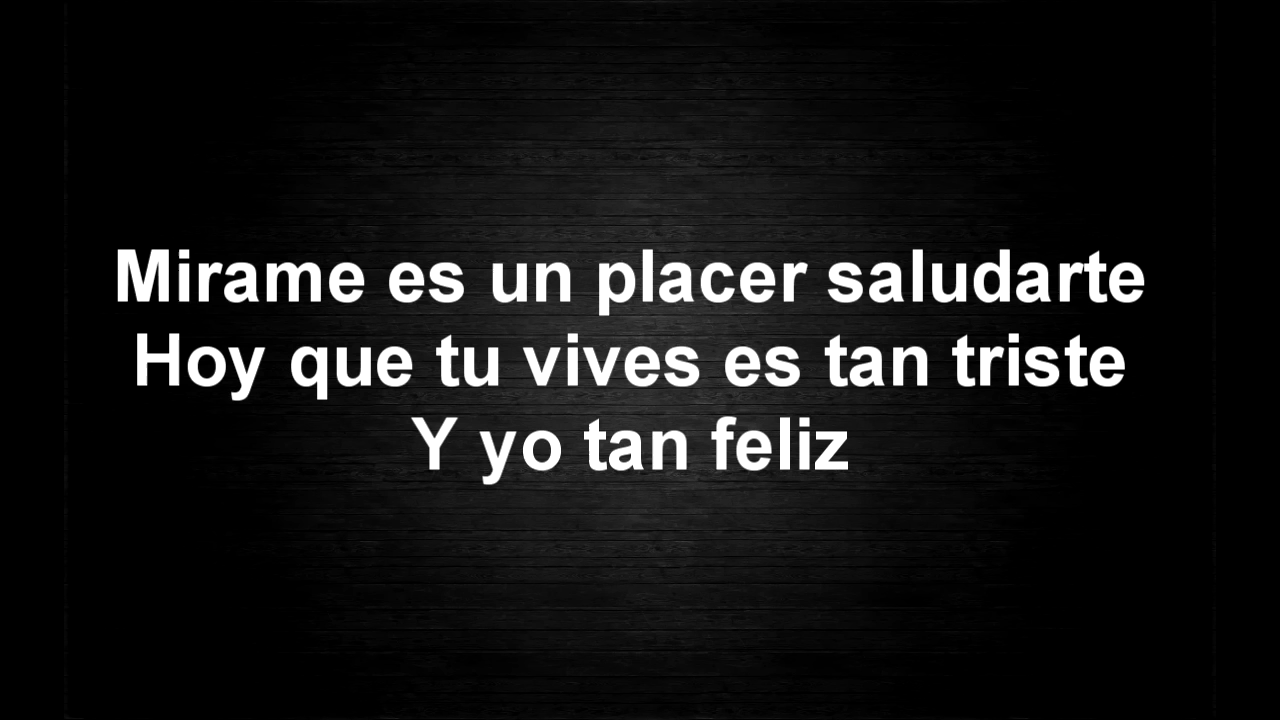 Mirame es un placer saludarte
Hoy que tu vives es tan triste
Y yo tan feliz